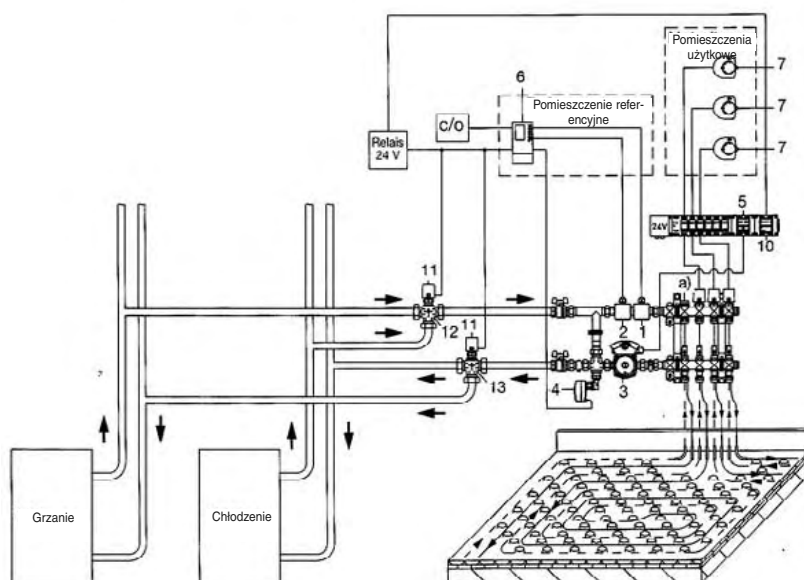 Pomieszczenia
użytkowe
7
6
Pomieszczenie refer-
encyjne
c/o
7
Relais
24 V
7
5
24V
10
11
a)
11
12
2
1
13
4
3
Grzanie
Chłodzenie